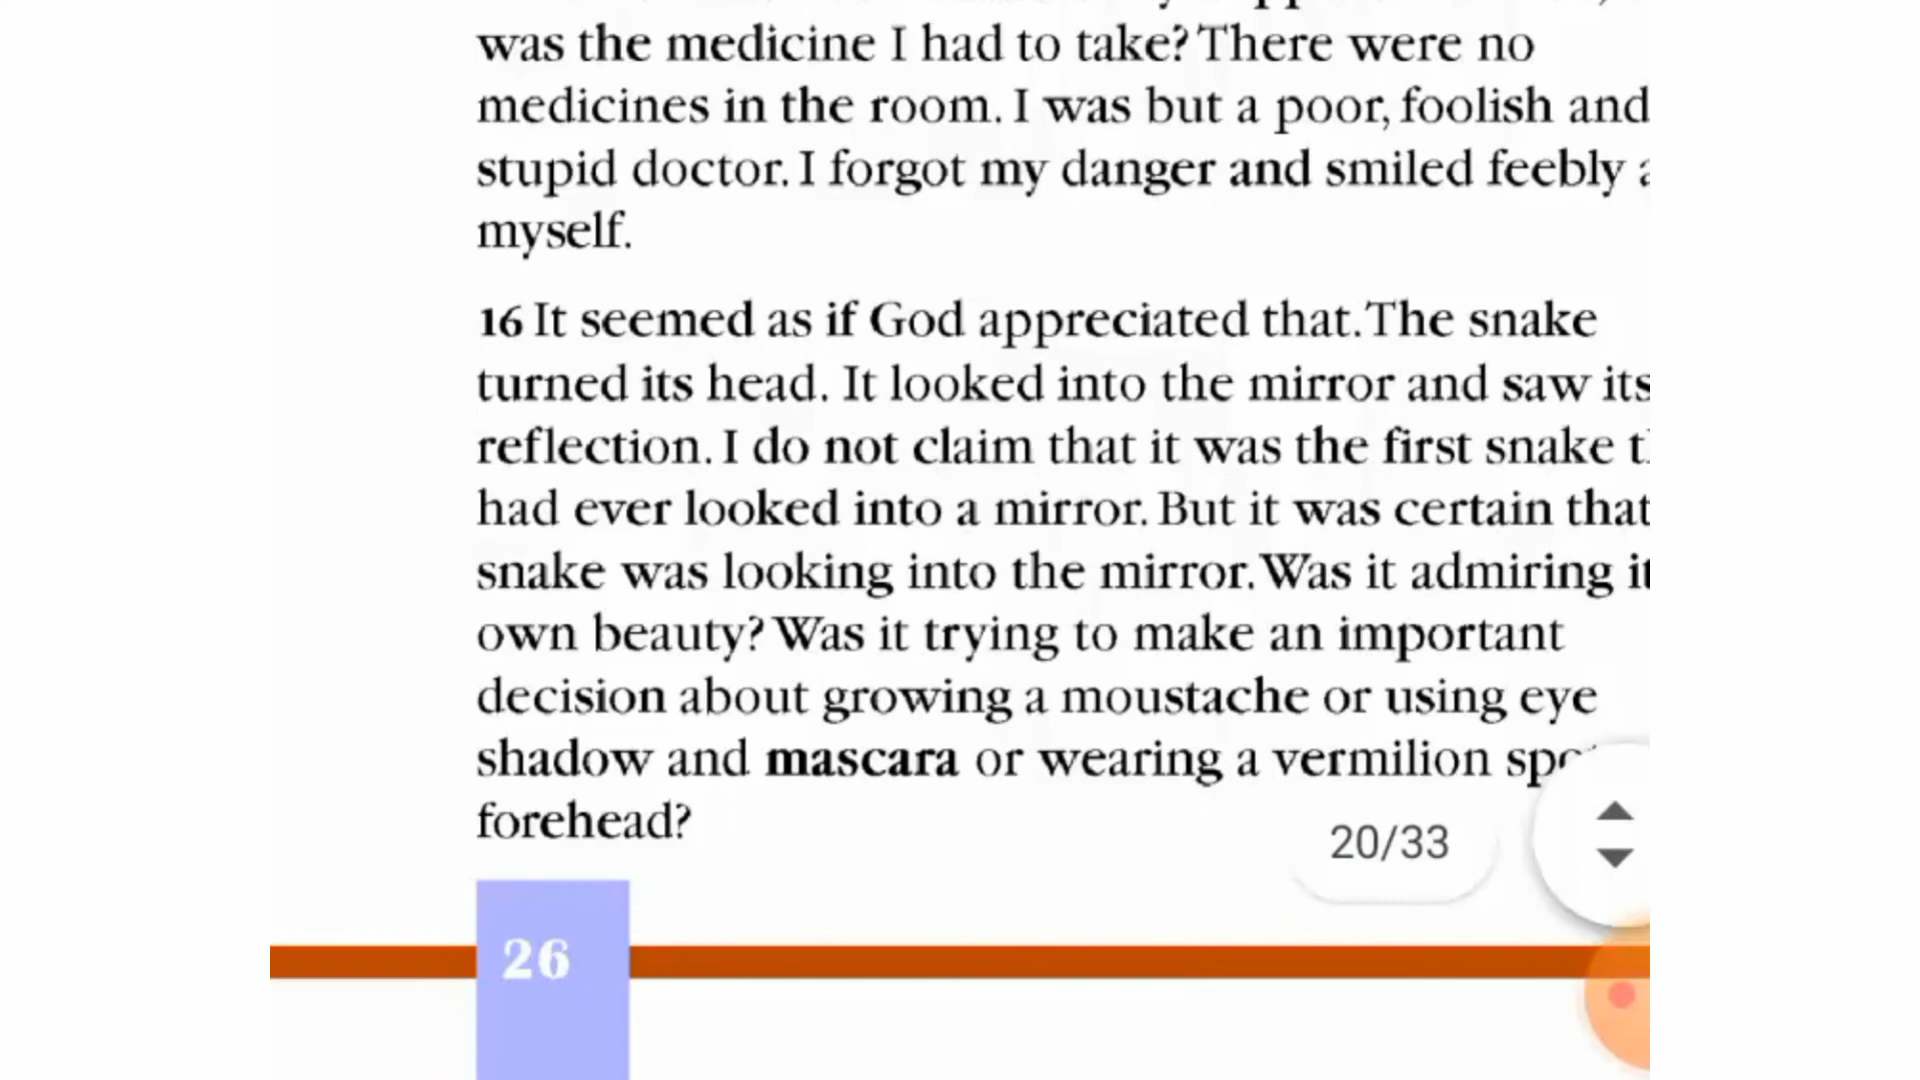 was the medicine I had to take? There were no
medicines in the room. I was but a poor, foolish and
stupid doctor. I forgot my danger and smiled feebly
myself.
16 It seemed as if God appreciated that. The snake
turned its head. It looked into the mirror and saw its
reflection. I do not claim that it was the first snake
had ever looked into a mirror. But it was certain that
snake was looking into the mirror. Was it admiring
own beauty? Was it trying to make an important
decision about growing a moustache or using eye
shadow and mascara or wearing a vermilion
forehead?
20/33
26